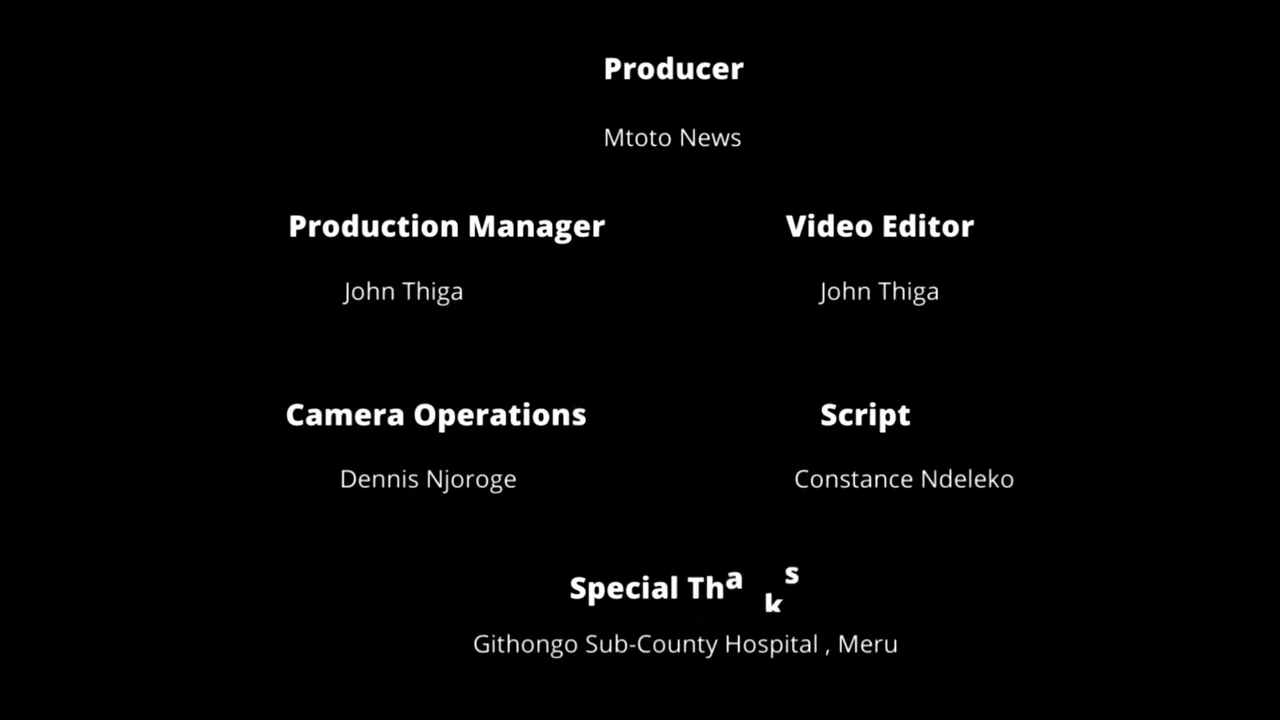 Producer
Mtoto News
Production Manager
Video Editor
John Thiga
John Thiga
Camera Operations
Script
Dennis Njoroge
Constance Ndeleko
Special Tha ks
Githongo Sub-County Hospital , Meru